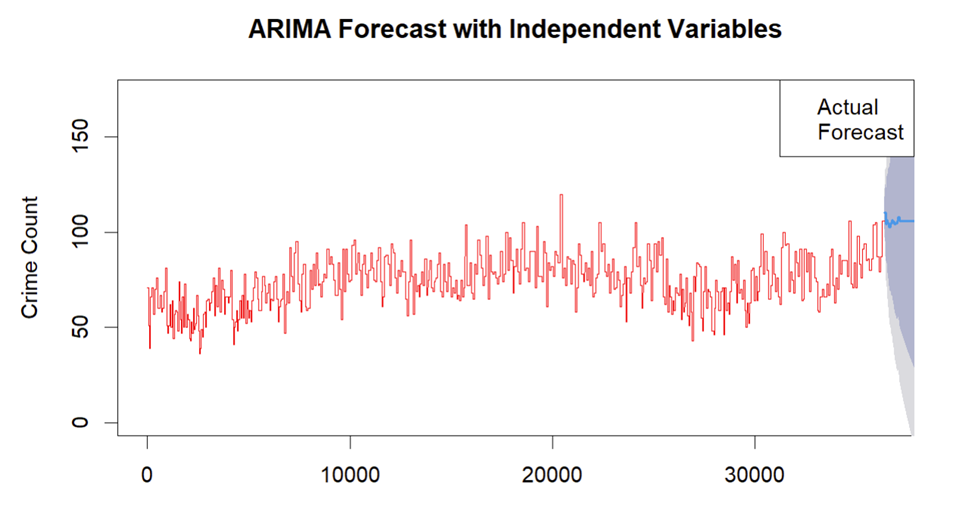 ARIMA Forecast with Independent Variables
Actual
Forecast
Crime Count
150
100
50
0
0 10000 20000 30000